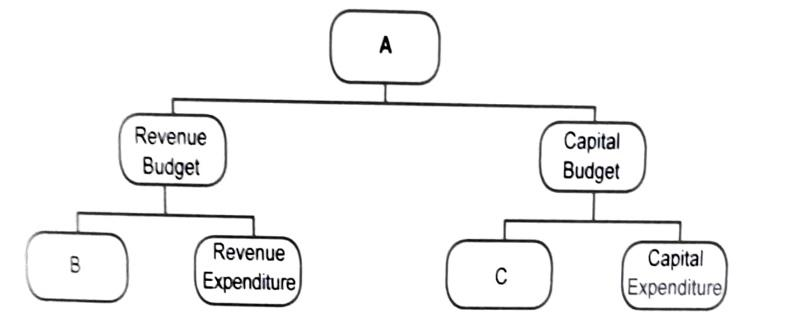 A
Revenue
Budget
Capital
Budget
B
Revenue
Expenditure
C
Capital
Expenditure